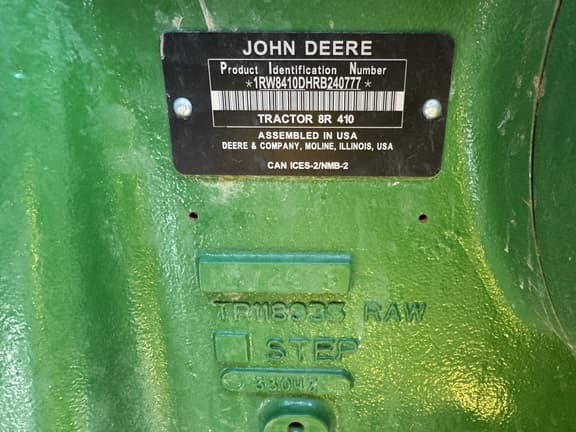 JOHN DEERE
Product Identification Number
*1RW8410DHRB240777*
TRACTOR 8R 410
ASSEMBLED IN USA
DEERE & COMPANY, MOLINE, ILLINOIS, USA
CAN ICES-2/NMB-2
RAW
STEP